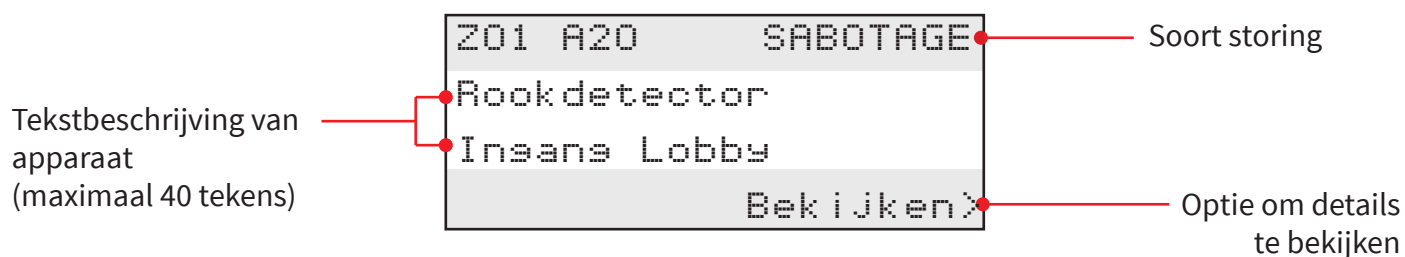 Z01 A20 SABOTAGE
Soort storing
Rookdetector
Tekstbeschrijving van
apparaat
(maximaal 40 tekens)
Ingang Lobby
Bekijken>
Optie om details
te bekijken